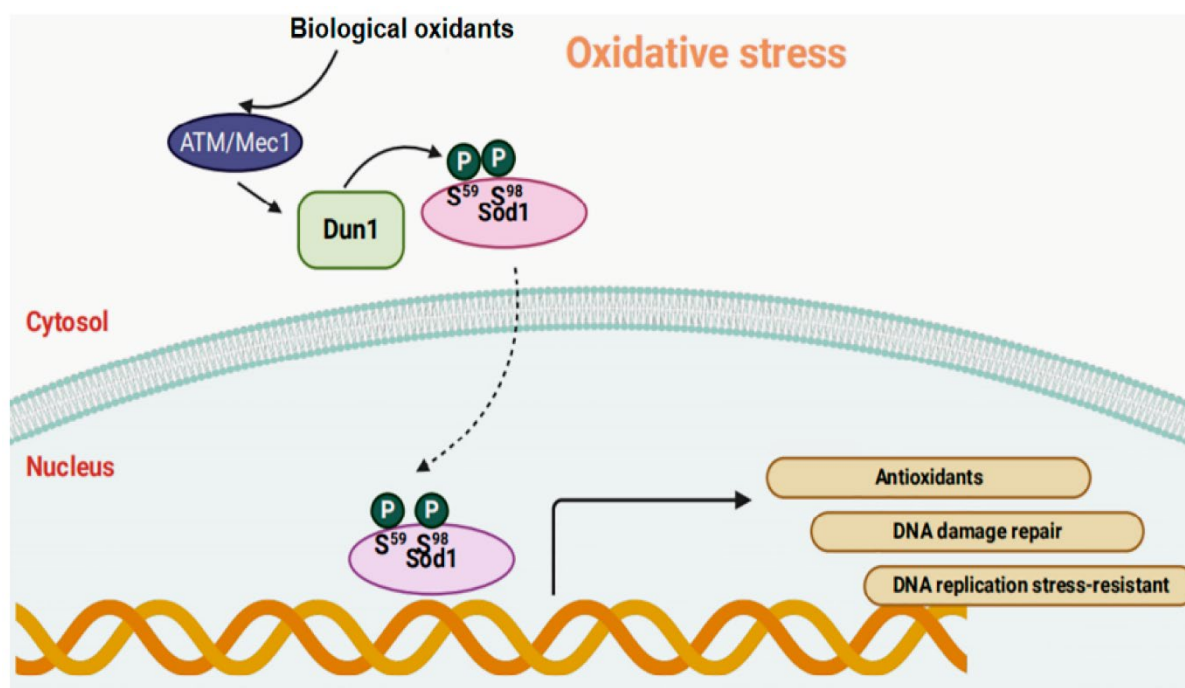 Biological oxidants
Oxidative stress
ATM/Mec1
P P
S⁵⁹ S⁹⁸
Sod1
Dun1
Cytosol
Nucleus
P P
S⁵⁹ S⁹⁸
Sod1
Antioxidants
DNA damage repair
DNA replication stress-resistant